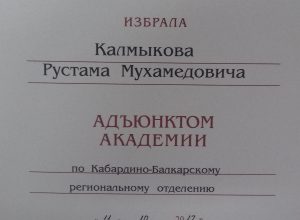 ИЗБРАЛА
Калмыкова
Рустама Мухамедовича
АДЪЮНКТОМ
АКАДЕМИИ
по Кабардино-Балкарскому
региональному отделению